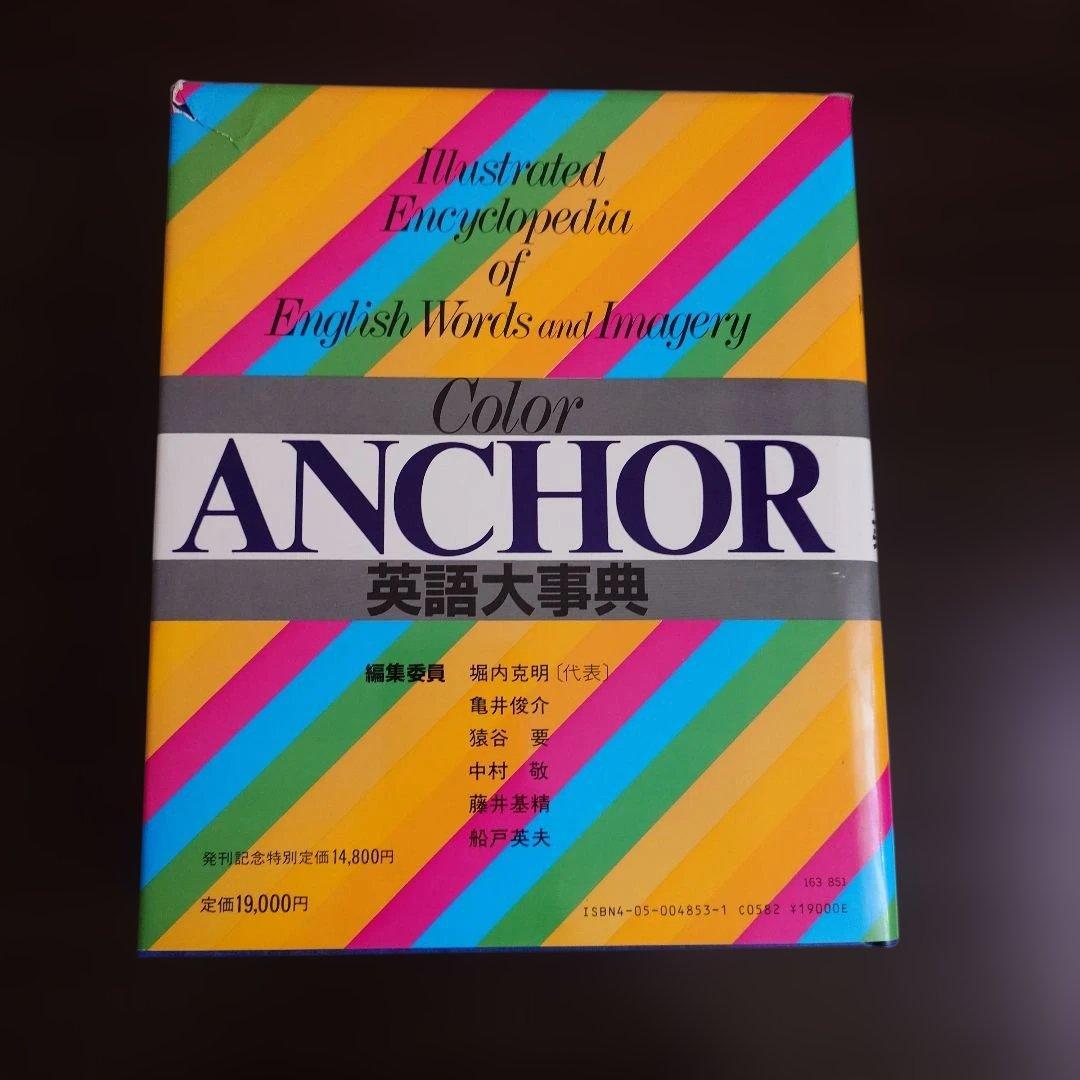 Illustrated
Encyclopedia
of
English Words and Imagery
Color
ANCHOR
英語大事典
編集委員 堀内克明〔代表〕
亀井俊介
猿谷 要
中村 敬
藤井基精
船戸英夫
発刊記念特別定価14,800円
定価19,000円
163 851
ISBN4-05-004853-1 C0582 ¥19000E